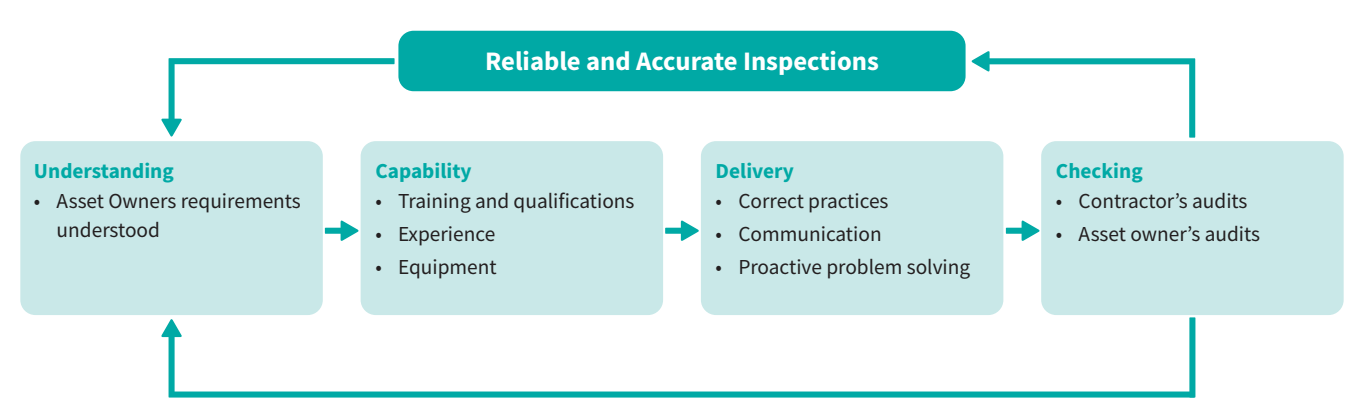 Reliable and Accurate Inspections
Understanding
• Asset Owners requirements
understood
Capability
• Training and qualifications
• Experience
• Equipment
Delivery
• Correct practices
• Communication
• Proactive problem solving
Checking
• Contractor’s audits
• Asset owner’s audits